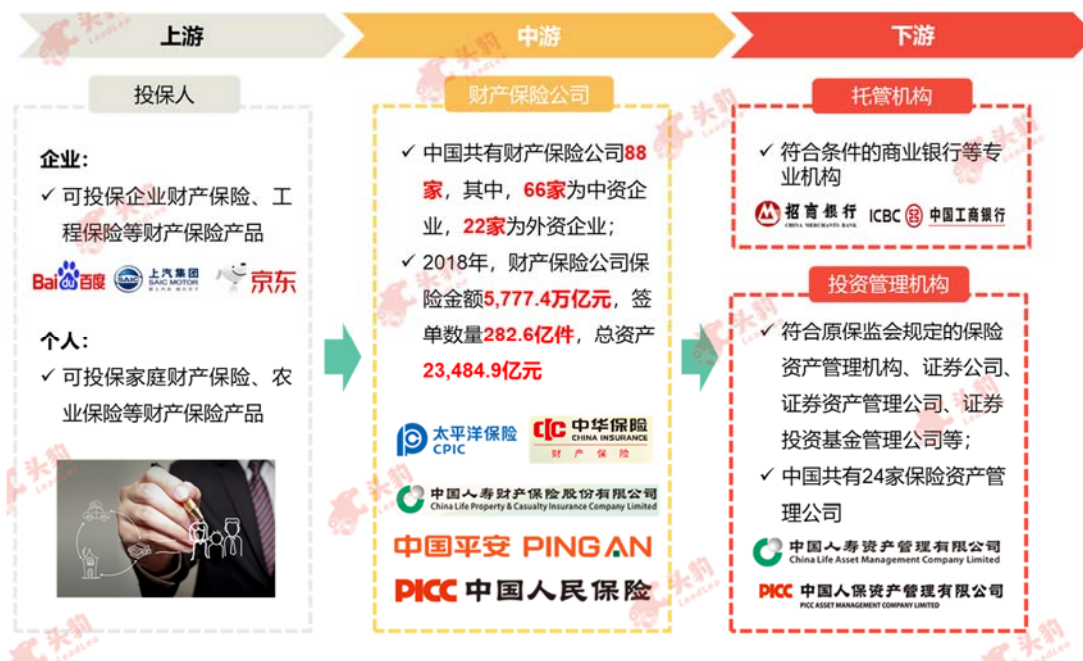 上游
中游
下游
投保人
企业：
✓ 可投保企业财产保险、工
程保险等财产保险产品
Bai du 百度
SAIC
上汽集团
SAIC MOTOR
京东
个人：
✓ 可投保家庭财产保险、农
业保险等财产保险产品
财产保险公司
✓ 中国共有财产保险公司88
家，其中，66家为中资企
业，22家为外资企业；
✓ 2018年，财产保险公司保
险金额5,777.4万亿元，签
单数量282.6亿件，总资产
23,484.9亿元
太平洋保险
CPIC
中华保险
CHINA INSURANCE
财产保险
中国人寿财产保险股份有限公司
China Life Property & Casualty Insurance Company Limited
中国平安 PING AN
PICC 中国人民保险
托管机构
✓ 符合条件的商业银行等专
业机构
招商银行
CHINA MERCHANTS BANK
ICBC 中国工商银行
投资管理机构
✓ 符合原保监会规定的保险
资产管理机构、证券公司、
证券资产管理公司、证券
投资基金管理公司等；
✓ 中国共有24家保险资产管
理公司
中国人寿资产管理有限公司
China Life Asset Management Company Limited
PICC 中国人保资产管理有限公司
PICC ASSET MANAGEMENT COMPANY LIMITED
头豹
LeadLeo